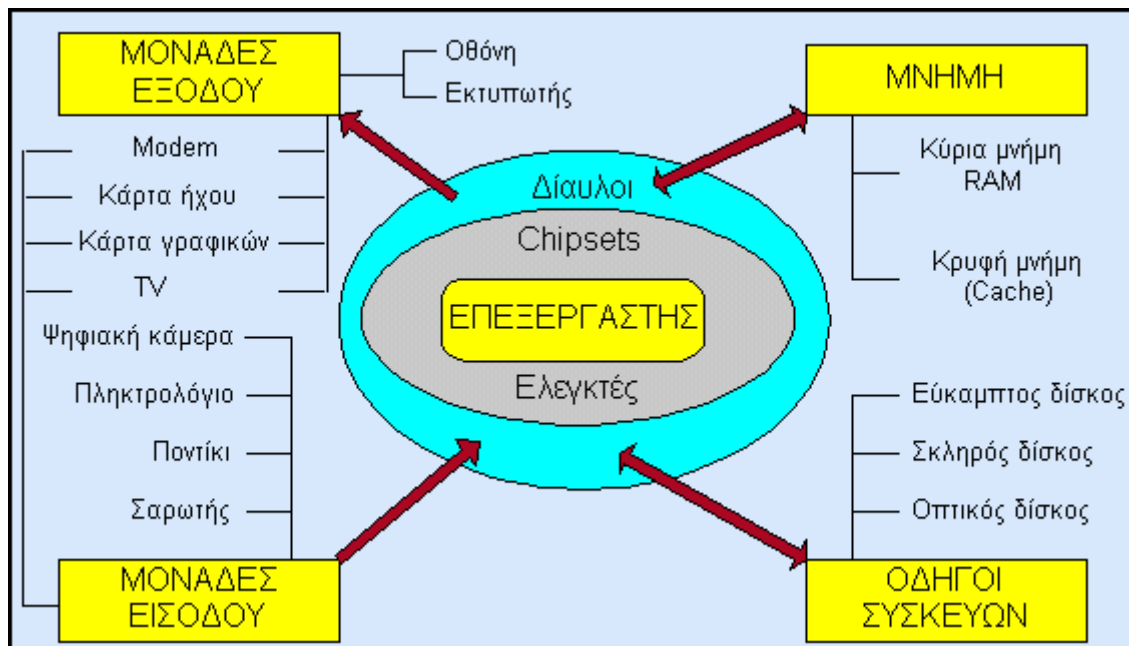 ΜΟΝΑΔΕΣ
ΕΞΟΔΟΥ
Οθόνη
Εκτυπωτής
ΜΝΗΜΗ
Modem
Κάρτα ήχου
Κάρτα γραφικών
TV
Κύρια μνήμη
RAM
Κρυφή μνήμη
(Cache)
Δίαυλοι
Chipsets
ΕΠΕΞΕΡΓΑΣΤΗΣ
Ελεγκτές
Ψηφιακή κάμερα
Πληκτρολόγιο
Ποντίκι
Σαρωτής
ΜΟΝΑΔΕΣ
ΕΙΣΟΔΟΥ
Εύκαμπτος δίσκος
Σκληρός δίσκος
Οπτικός δίσκος
ΟΔΗΓΟΙ
ΣΥΣΚΕΥΩΝ